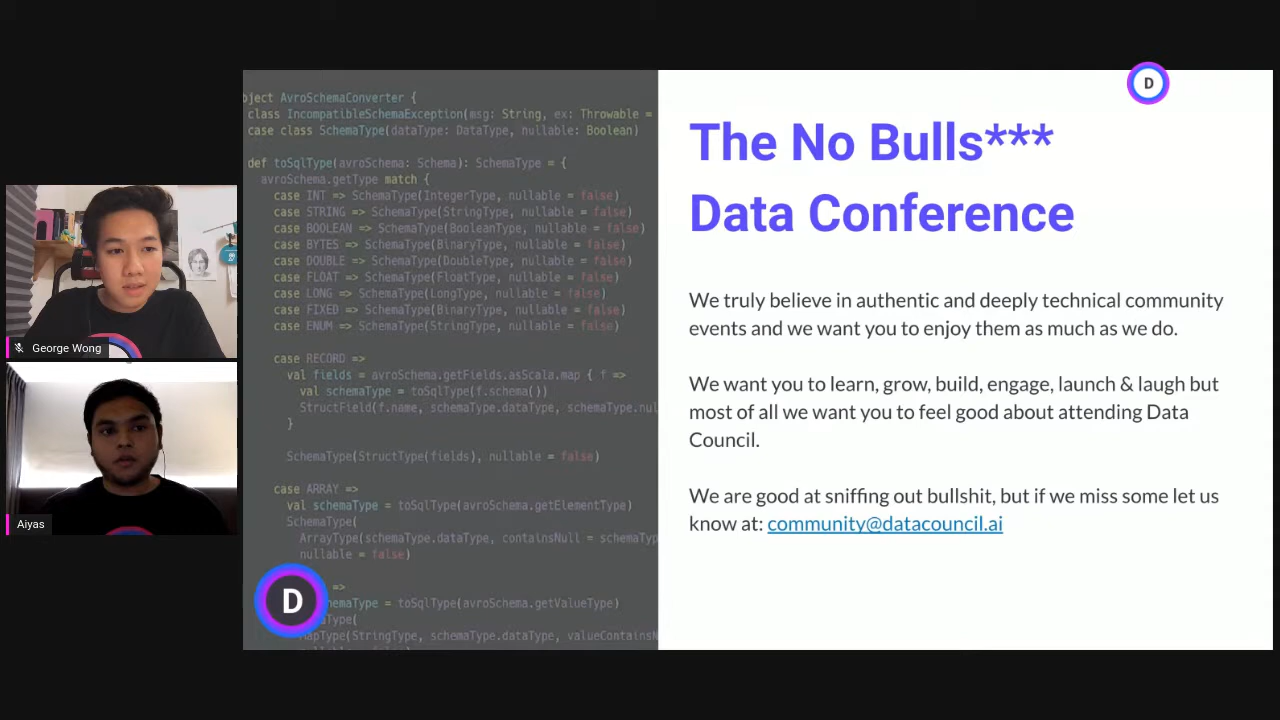 bject AvroSchemaConverter {
class IncompatibleSchemaException(msg: String, ex: Throwable =
case class SchemaType(dataType: DataType, nullable: Boolean)
def toSqlType(avroSchema: Schema): SchemaType = {
avroSchema.getType match {
case INT => SchemaType(IntegerType, nullable = false)
case STRING => SchemaType(StringType, nullable = false)
case BOOLEAN => SchemaType(BooleanType, nullable = false)
case BYTES => SchemaType(BinaryType, nullable = false)
case DOUBLE => SchemaType(DoubleType, nullable = false)
case FLOAT => SchemaType(FloatType, nullable = false)
case LONG => SchemaType(LongType, nullable = false)
case FIXED => SchemaType(BinaryType, nullable = false)
case ENUM => SchemaType(StringType, nullable = false)
case RECORD =>
val fields = avroSchema.getFields.asScala.map { f =>
val schemaType = toSqlType(f.schema())
StructField(f.name, schemaType.dataType, schemaType.nul
}
SchemaType(StructType(fields), nullable = false)
case ARRAY =>
val schemaType = toSqlType(avroSchema.getElementType)
SchemaType(
ArrayType(schemaType.dataType, containsNull = schemaTyp
nullable = false)
=>
hemaType = toSqlType(avroSchema.getValueType)
aType(
MapType(StringType, schemaType.dataType, valueContainsN
D
D
The No Bulls***
Data Conference
We truly believe in authentic and deeply technical community
events and we want you to enjoy them as much as we do.
We want you to learn, grow, build, engage, launch & laugh but
most of all we want you to feel good about attending Data
Council.
We are good at sniffing out bullshit, but if we miss some let us
know at: community@datacouncil.ai
George Wong
Aiyas